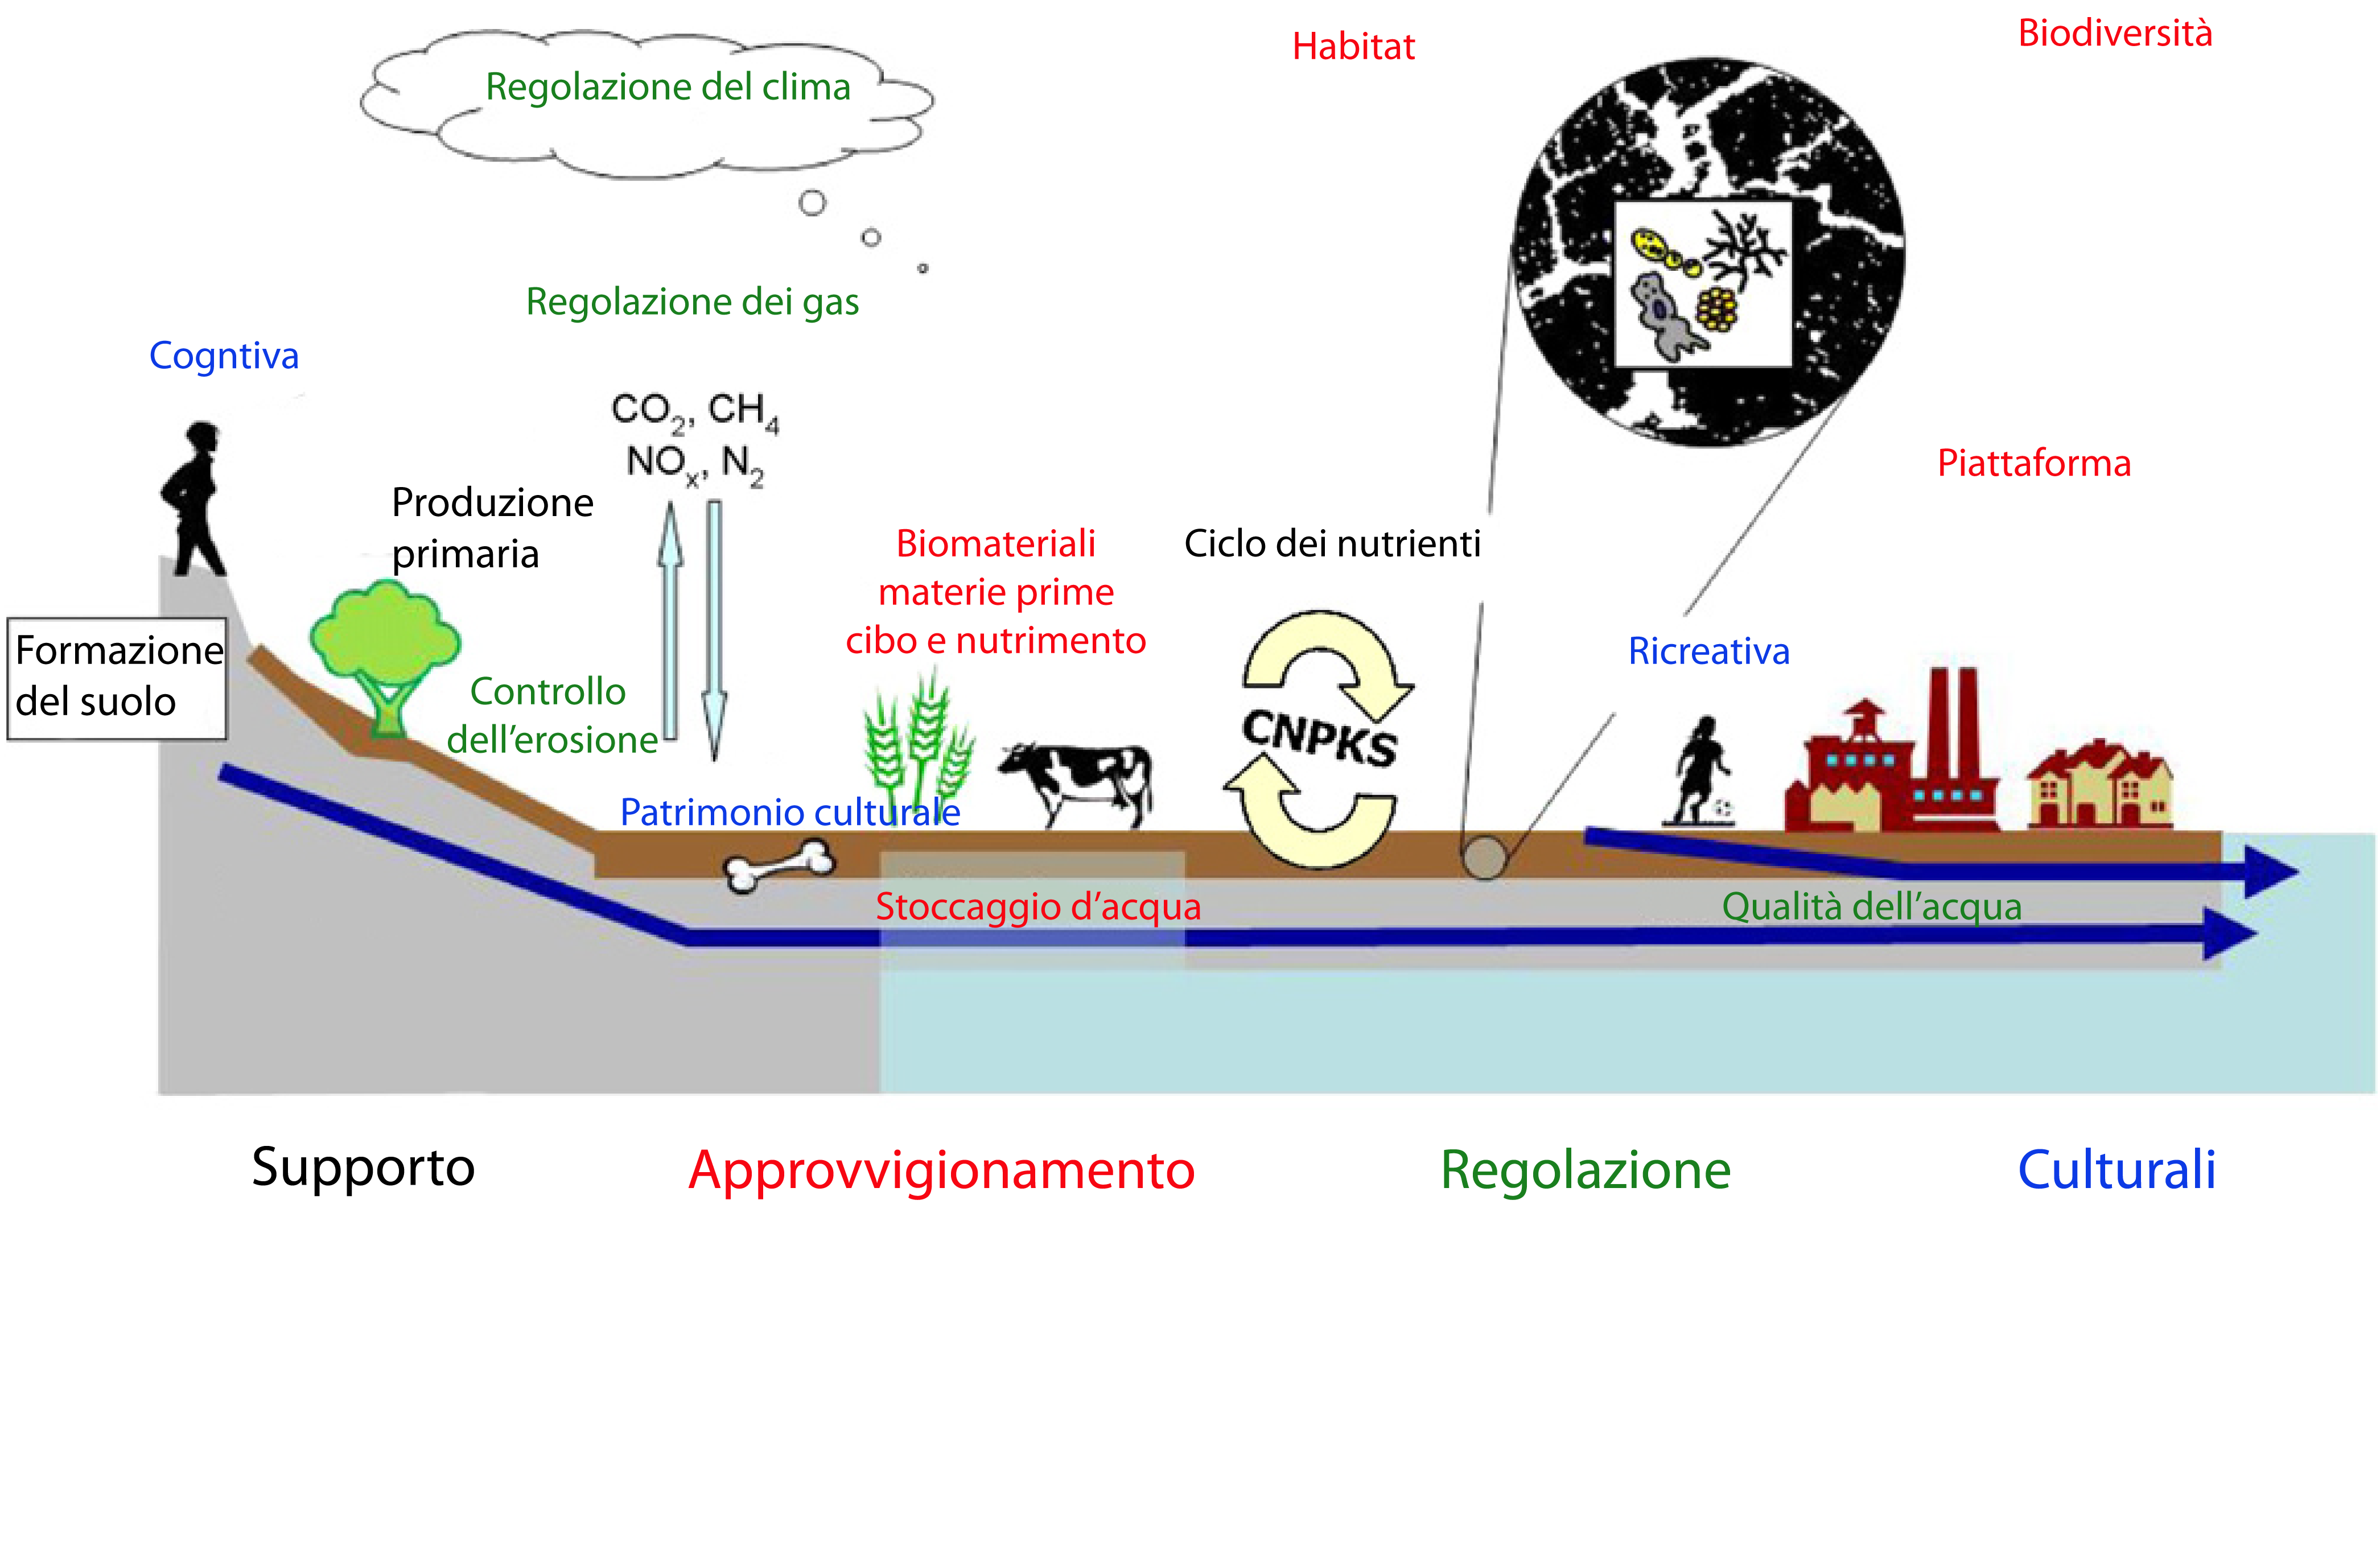 Habitat
Biodiversità
Regolazione del clima
Regolazione dei gas
Cogntiva
CO₂, CH₄
NOₓ, N₂
Piattaforma
Produzione
primaria
Biomateriali
materie prime
cibo e nutrimento
Ciclo dei nutrienti
Formazione
del suolo
Ricreativa
Controllo
dell’erosione
CNPKS
Patrimonio culturale
Stoccaggio d’acqua
Qualità dell’acqua
Supporto
Approvvigionamento
Regolazione
Culturali